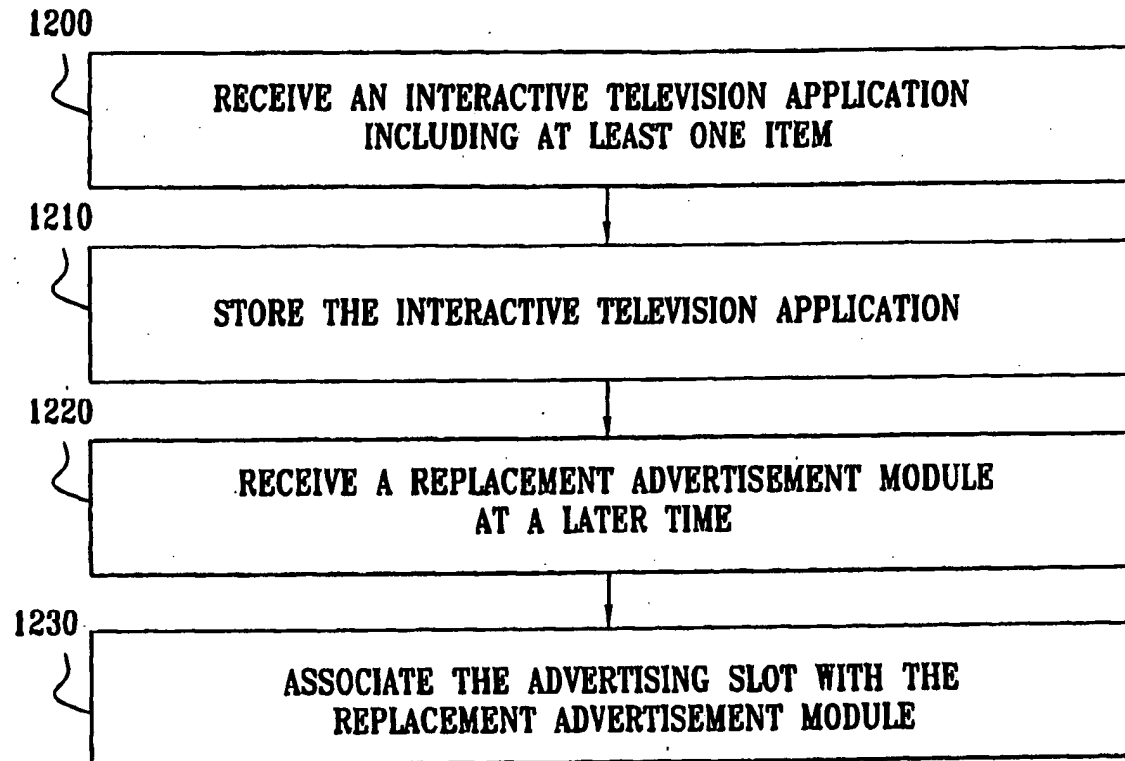 1200
RECEIVE AN INTERACTIVE TELEVISION APPLICATION
INCLUDING AT LEAST ONE ITEM
1210
STORE THE INTERACTIVE TELEVISION APPLICATION
1220
RECEIVE A REPLACEMENT ADVERTISEMENT MODULE
AT A LATER TIME
1230
ASSOCIATE THE ADVERTISING SLOT WITH THE
REPLACEMENT ADVERTISEMENT MODULE